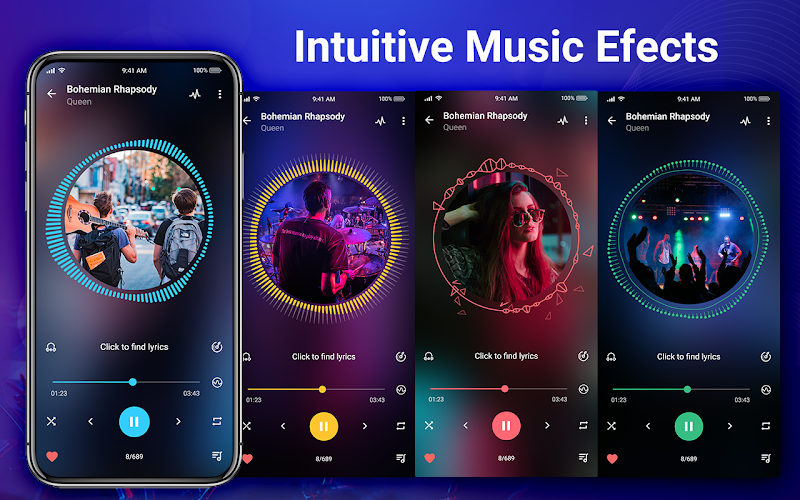 Intuitive Music Efects
9:41 AM
100%
Bohemian Rhapsody
Queen
Click to find lyrics
01:23
03:43
8/689
9:41 AM
100%
Bohemian Rhapsody
Queen
Click to find lyrics
01:23
03:43
8/689
9:41 AM
100%
Bohemian Rhapsody
Queen
Click to find lyrics
01:23
03:43
8/689
9:41 AM
100%
Bohemian Rhapsody
Queen
Click to find lyrics
01:23
03:43
8/689